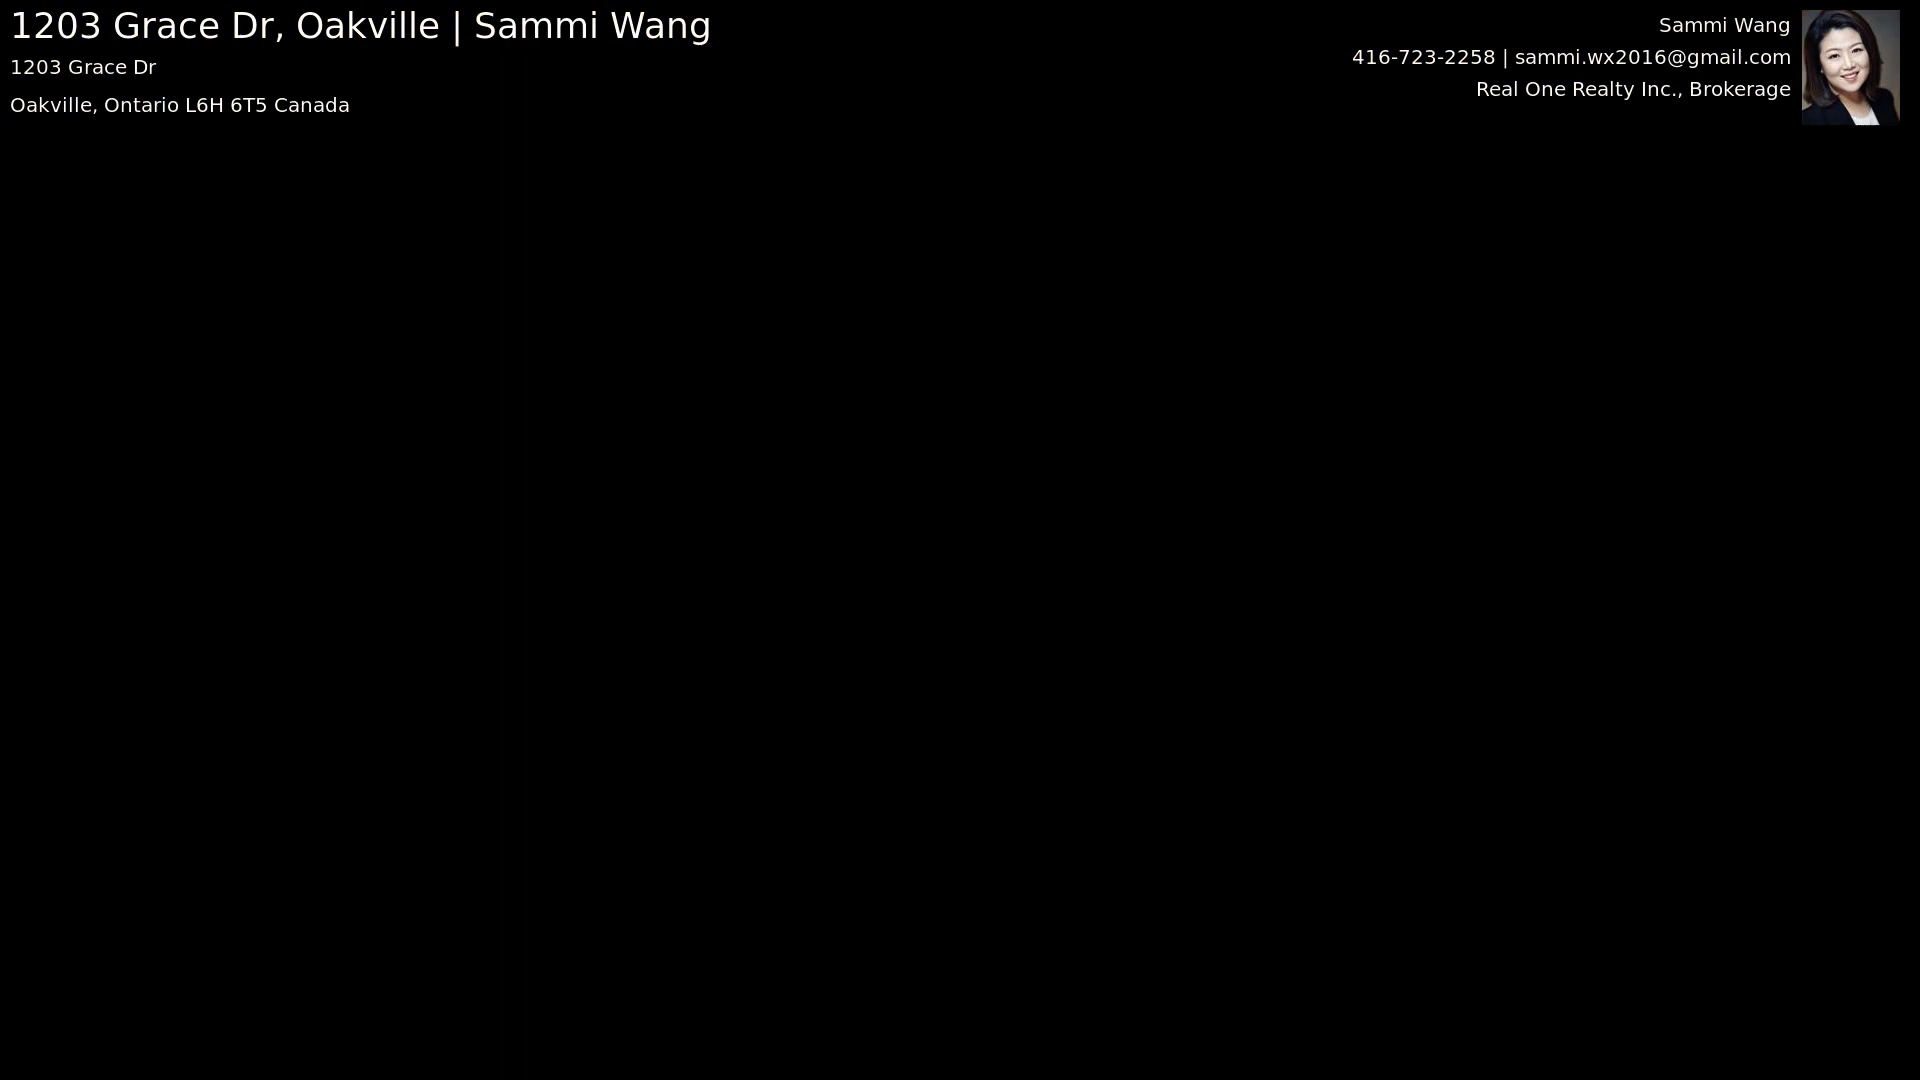 1203 Grace Dr, Oakville | Sammi Wang
1203 Grace Dr
Oakville, Ontario L6H 6T5 Canada
Sammi Wang
416-723-2258 | sammi.wx2016@gmail.com
Real One Realty Inc., Brokerage